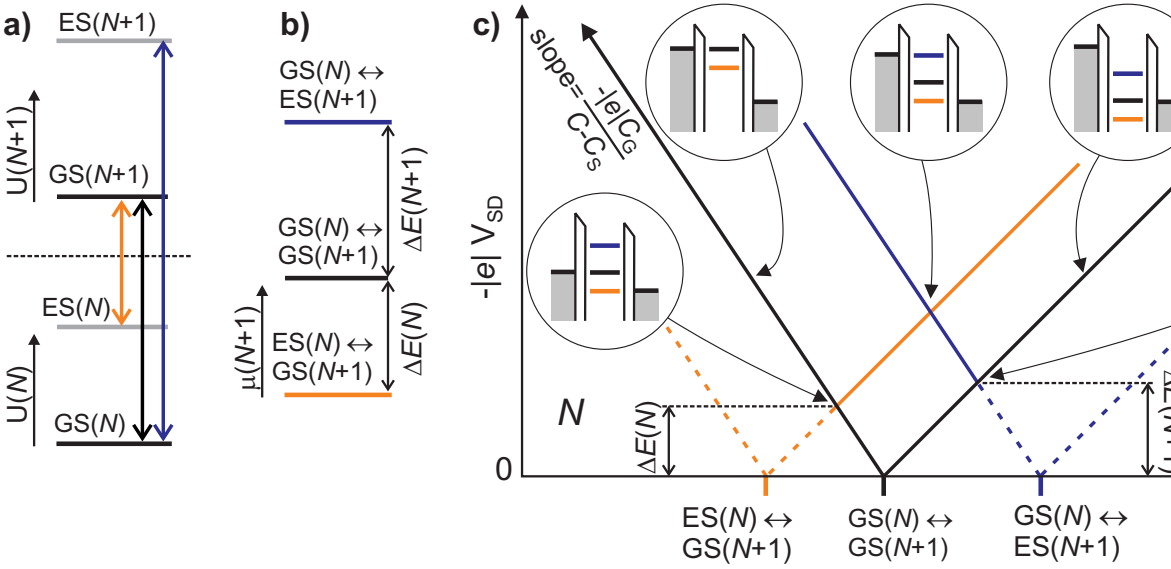 a)
ES(N+1)
U(N+1)
GS(N+1)
ES(N)
U(N)
GS(N)
b)
GS(N) ↔
ES(N+1)
ΔE(N+1)
GS(N) ↔
GS(N+1)
μ(N+1)
ΔE(N)
ES(N) ↔
GS(N+1)
c)
-|e| V_SD
slope= -|e|C_G
C-C_S
N
ΔE(N)
0
ES(N) ↔
GS(N+1)
GS(N) ↔
GS(N+1)
GS(N) ↔
ES(N+1)